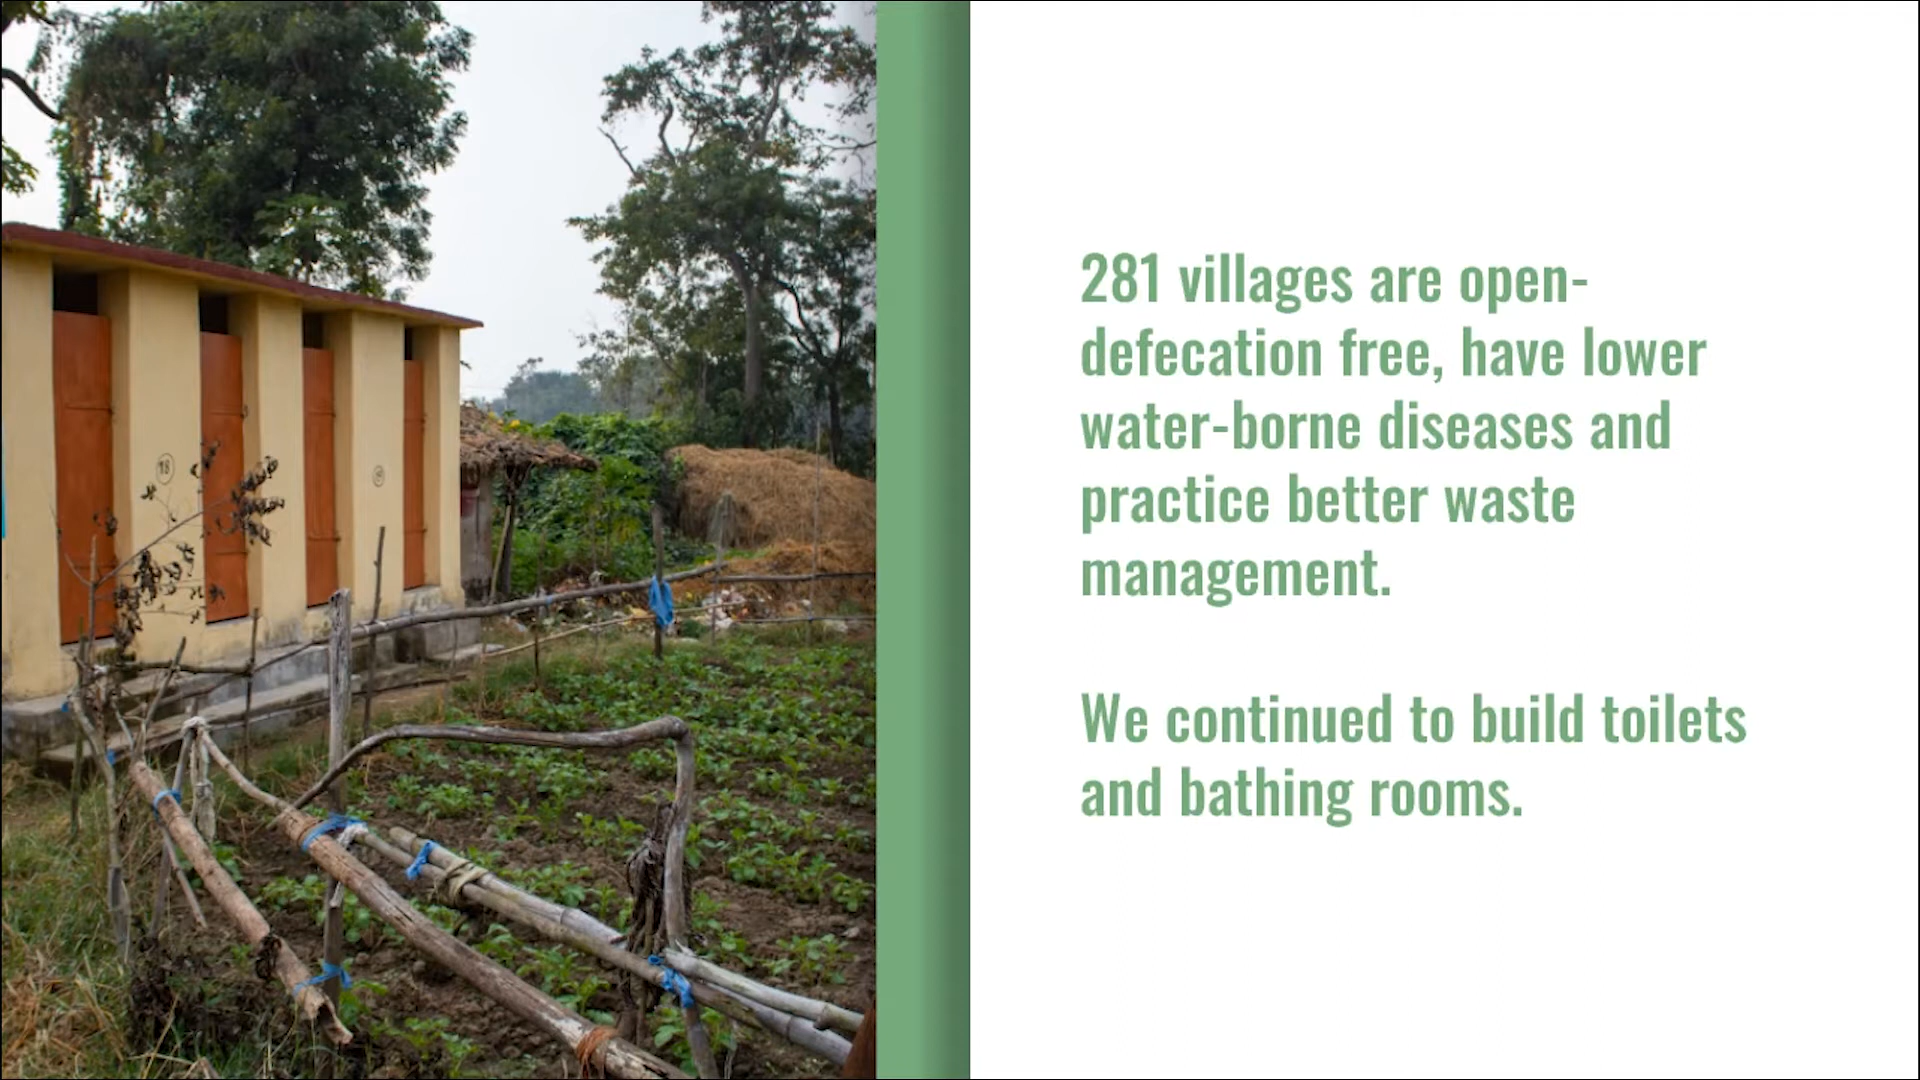 281 villages are open-
defecation free, have lower
water-borne diseases and
practice better waste
management.
We continued to build toilets
and bathing rooms.
18